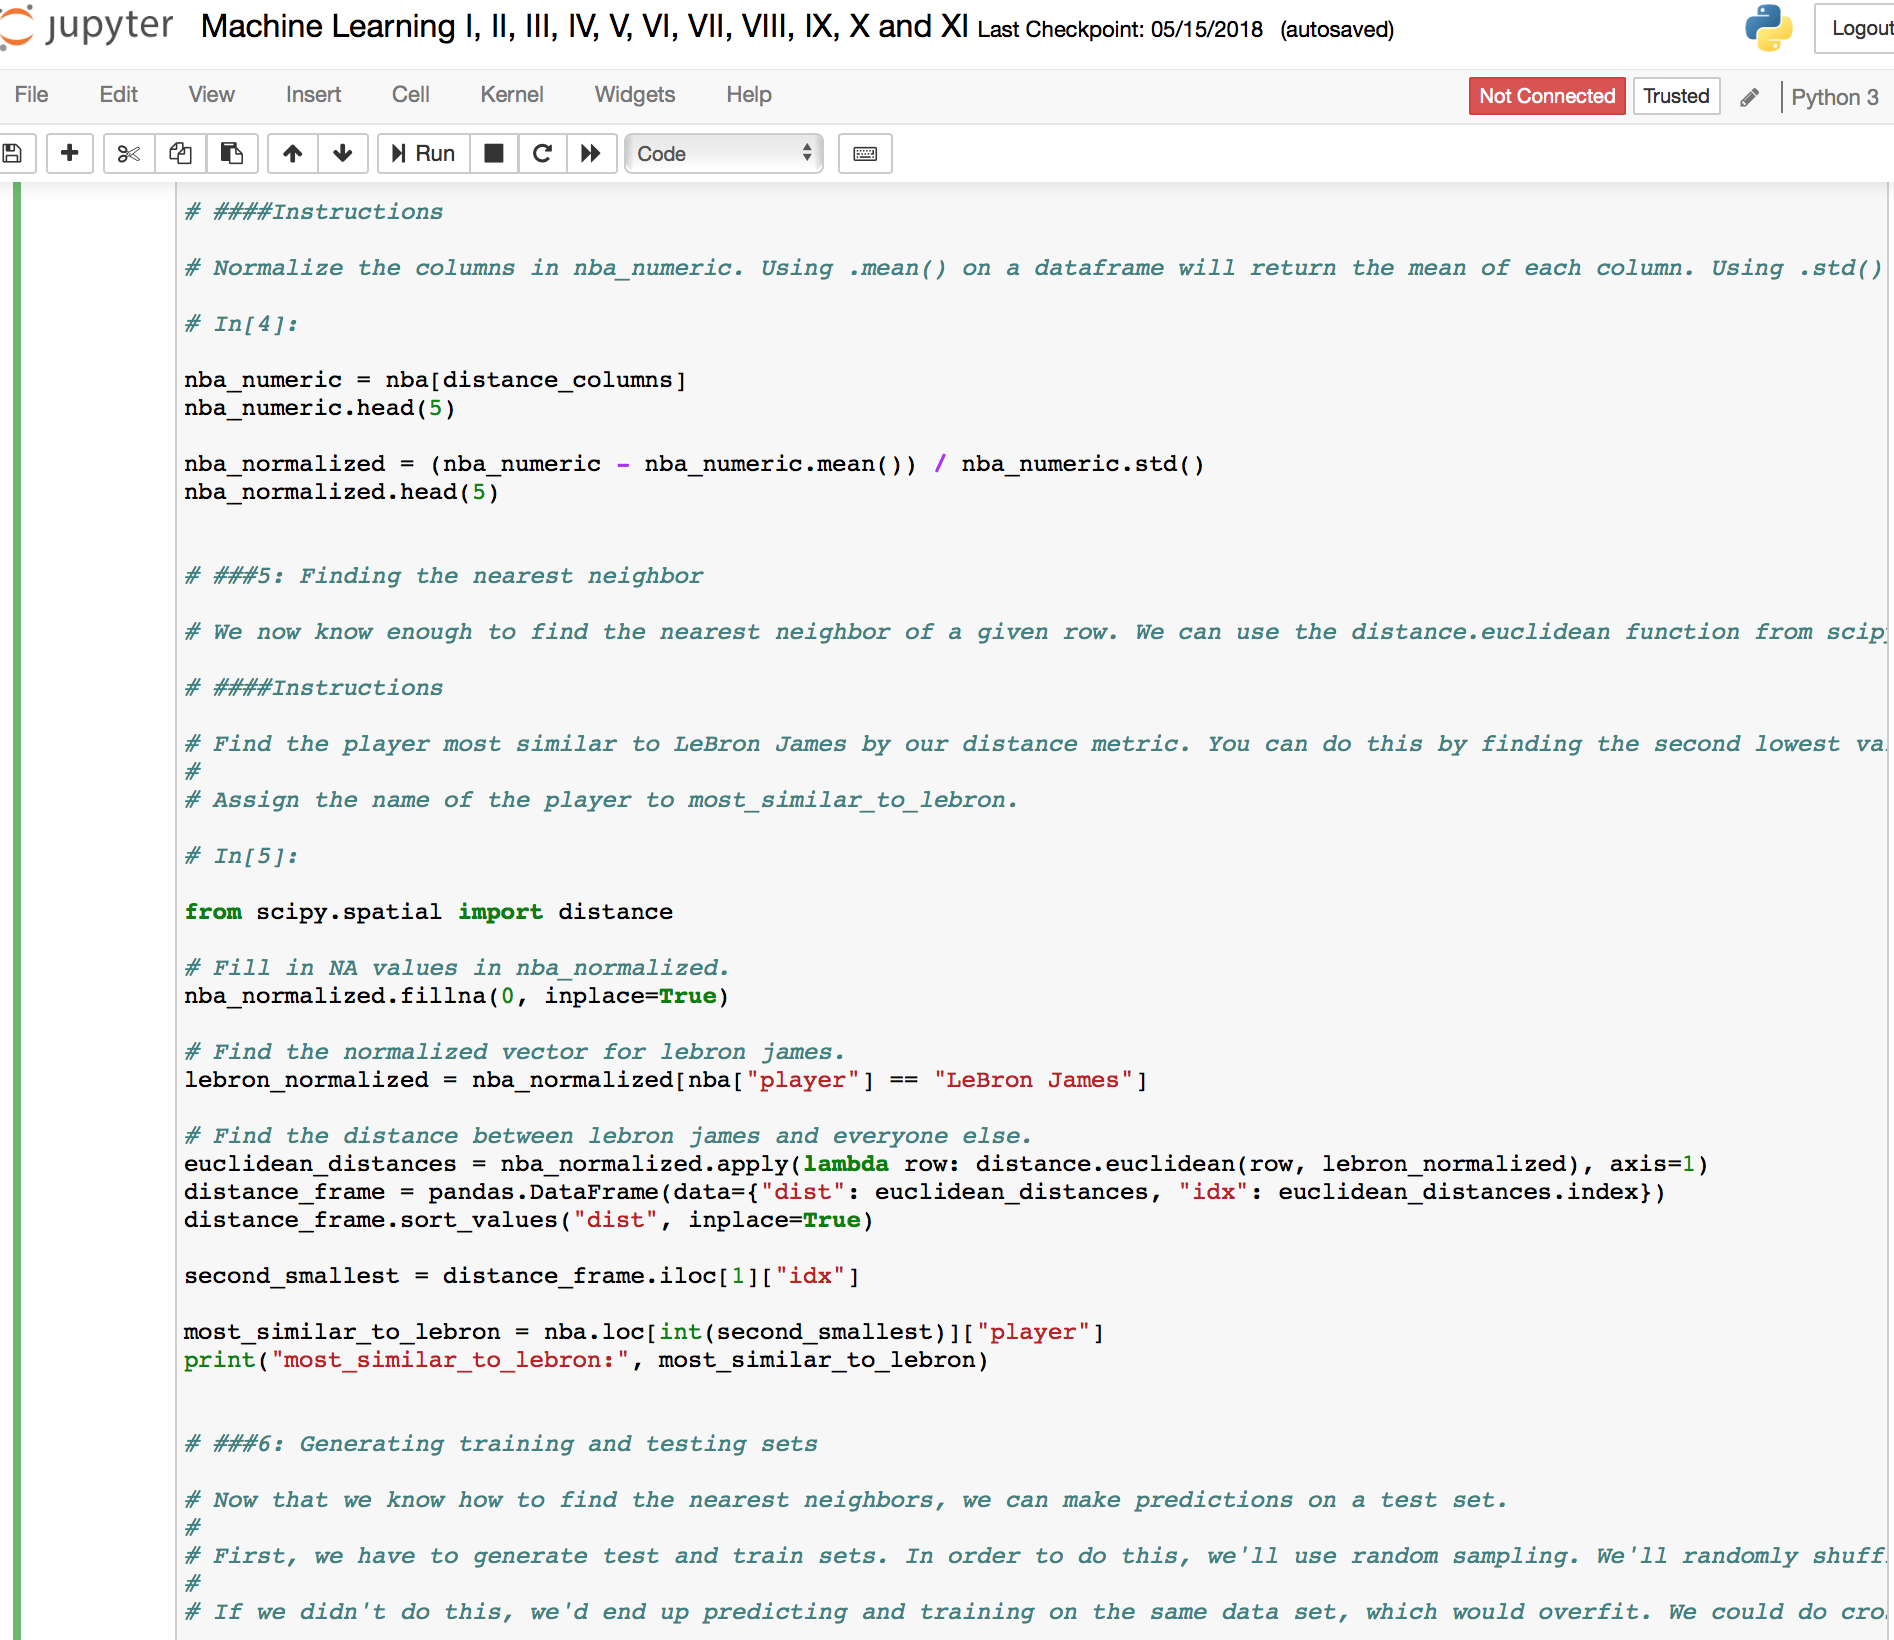 jupyter Machine Learning I, II, III, IV, V, VI, VII, VIII, IX, X and XI Last Checkpoint: 05/15/2018 (autosaved) Logout
File Edit View Insert Cell Kernel Widgets Help Not Connected Trusted Python 3
Run Code
# ####Instructions
# Normalize the columns in nba_numeric. Using .mean() on a dataframe will return the mean of each column. Using .std()
# In[4]:
nba_numeric = nba[distance_columns]
nba_numeric.head(5)
nba_normalized = (nba_numeric - nba_numeric.mean()) / nba_numeric.std()
nba_normalized.head(5)
# ###5: Finding the nearest neighbor
# We now know enough to find the nearest neighbor of a given row. We can use the distance.euclidean function from scipy
# ####Instructions
# Find the player most similar to LeBron James by our distance metric. You can do this by finding the second lowest va
#
# Assign the name of the player to most_similar_to_lebron.
# In[5]:
from scipy.spatial import distance
# Fill in NA values in nba_normalized.
nba_normalized.fillna(0, inplace=True)
# Find the normalized vector for lebron james.
lebron_normalized = nba_normalized[nba["player"] == "LeBron James"]
# Find the distance between lebron james and everyone else.
euclidean_distances = nba_normalized.apply(lambda row: distance.euclidean(row, lebron_normalized), axis=1)
distance_frame = pandas.DataFrame(data={"dist": euclidean_distances, "idx": euclidean_distances.index})
distance_frame.sort_values("dist", inplace=True)
second_smallest = distance_frame.iloc[1]["idx"]
most_similar_to_lebron = nba.loc[int(second_smallest)]["player"]
print("most_similar_to_lebron:", most_similar_to_lebron)
# ###6: Generating training and testing sets
# Now that we know how to find the nearest neighbors, we can make predictions on a test set.
#
# First, we have to generate test and train sets. In order to do this, we'll use random sampling. We'll randomly shuff
#
# If we didn't do this, we'd end up predicting and training on the same data set, which would overfit. We could do cro